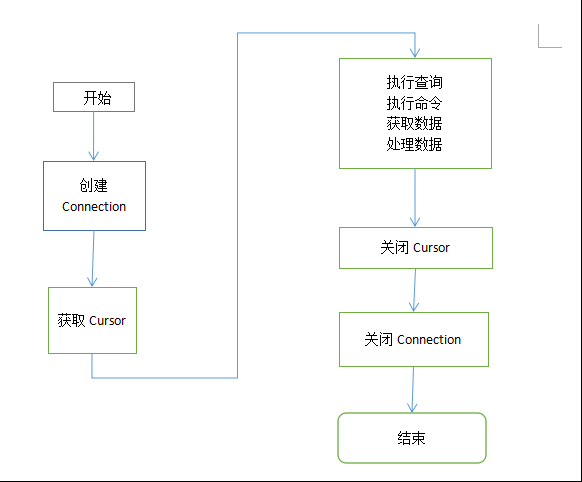 开始
创建
Connection
获取 Cursor
执行查询
执行命令
获取数据
处理数据
关闭 Cursor
关闭 Connection
结束